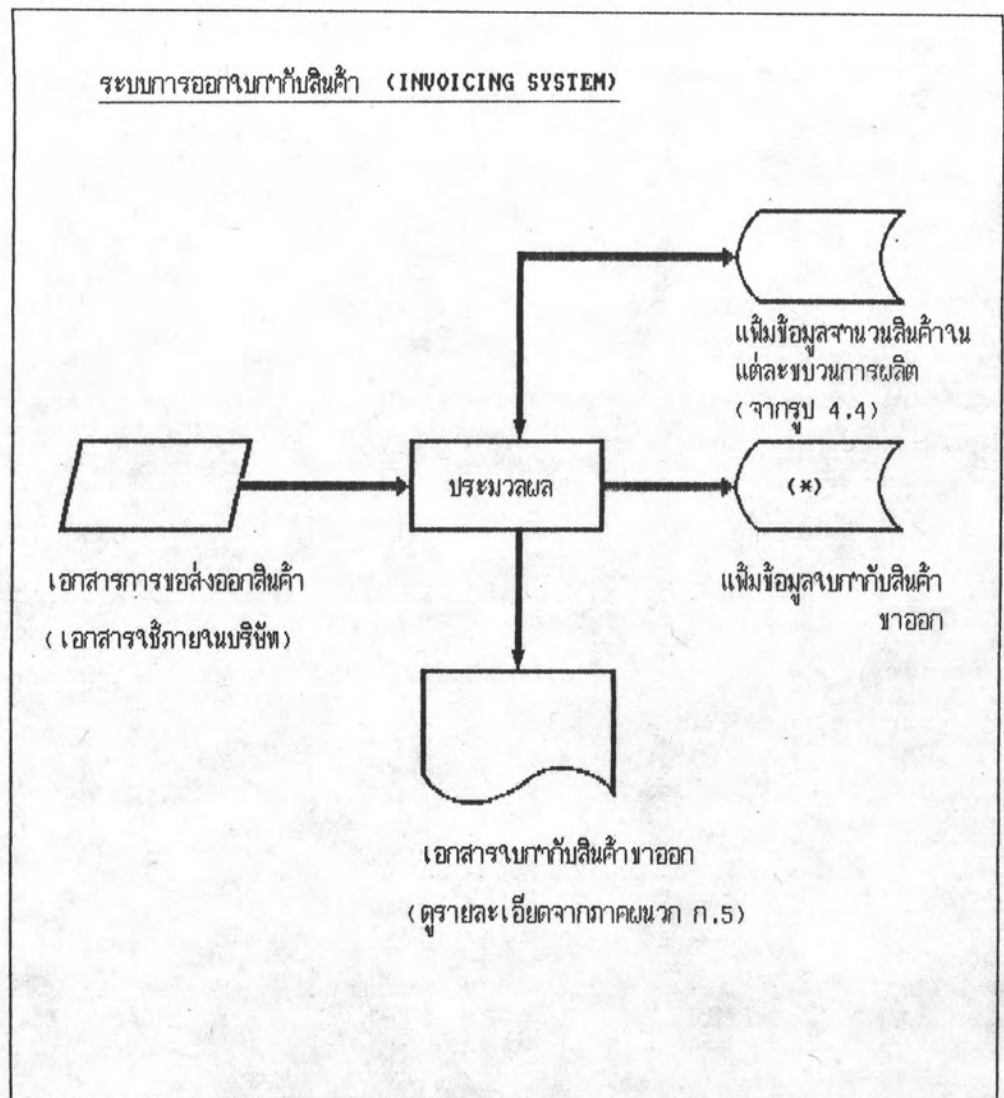 ระบบการออกใบกำกับสินค้า (INVOICING SYSTEM)
แฟ้มข้อมูลจำนวนสินค้าใน
แต่ละขบวนการผลิต
(จากรูป 4.4)
ประมวลผล
(*)
เอกสารการขอส่งออกสินค้า
(เอกสารใช้ภายในบริษัท)
แฟ้มข้อมูลใบกำกับสินค้า
ขาออก
เอกสารใบกำกับสินค้าขาออก
(ดูรายละเอียดจากภาคผนวก ก.5)